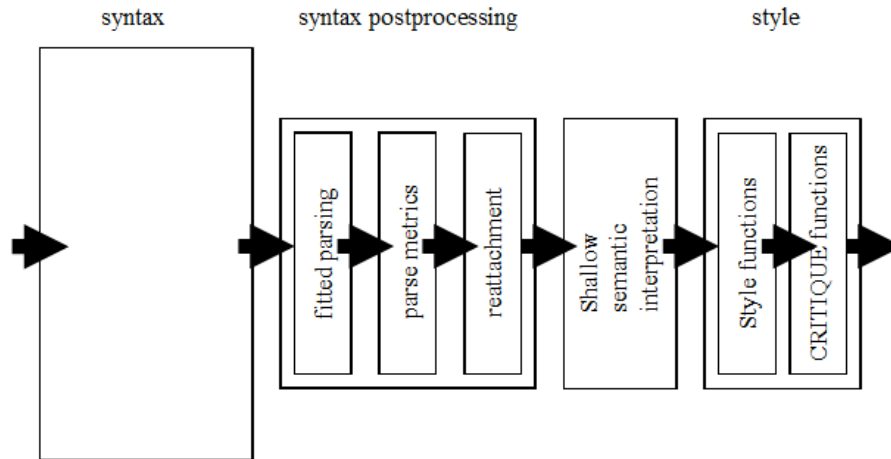 syntax
syntax postprocessing
style
fitted parsing
parse metrics
reattachment
Shallow
semantic
interpretation
Style functions
CRITIQUE functions